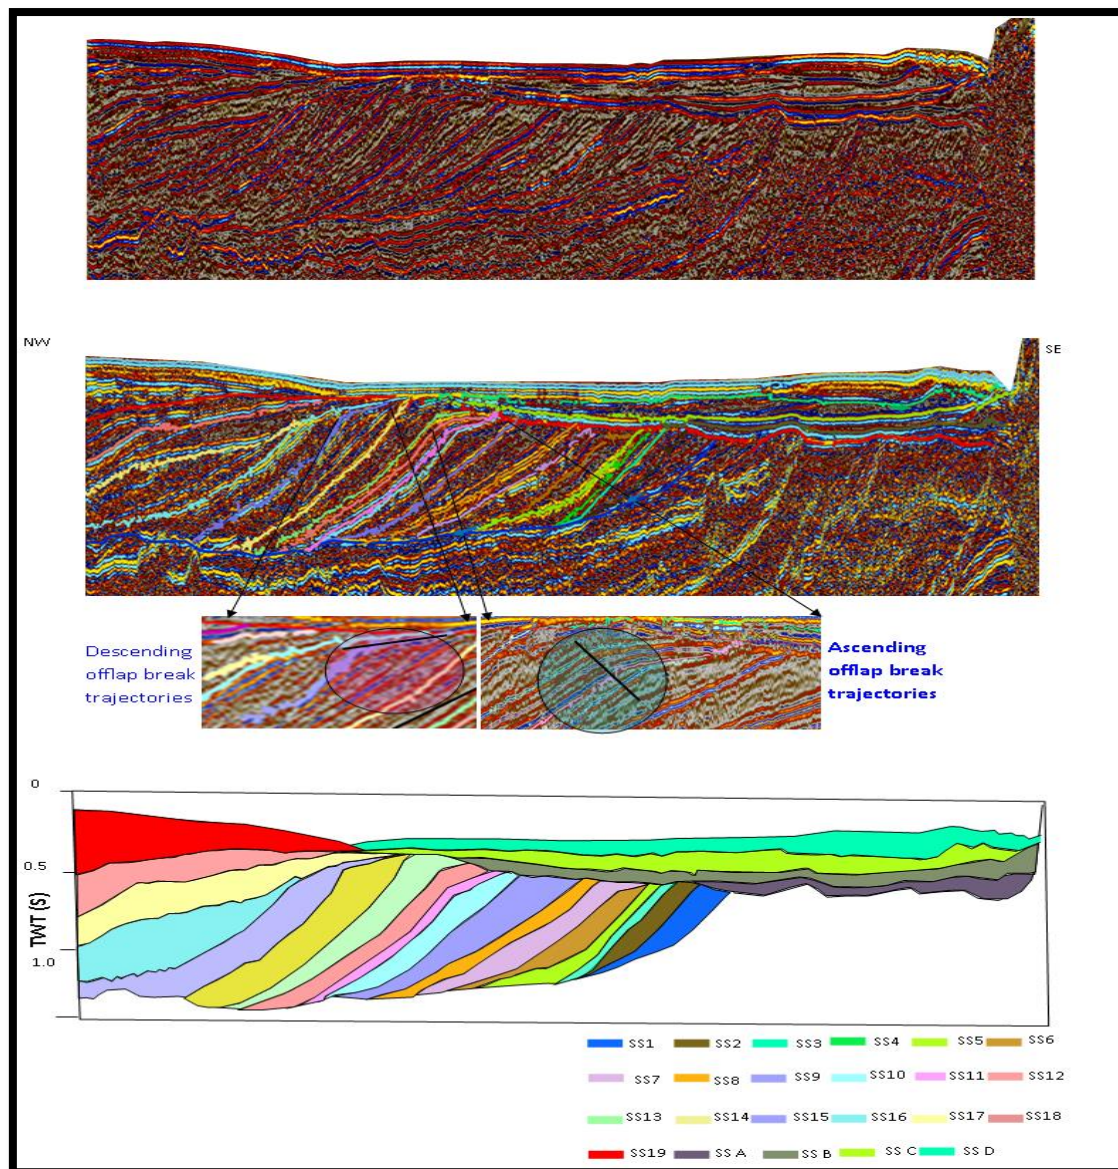 NW
SE
Descending
offlap break
trajectories
Ascending
offlap break
trajectories
0
0.5
TWT (S)
1.0
SS1 SS2 SS3 SS4 SS5 SS6
SS7 SS8 SS9 SS10 SS11 SS12
SS13 SS14 SS15 SS16 SS17 SS18
SS19 SS A SS B SS C SS D